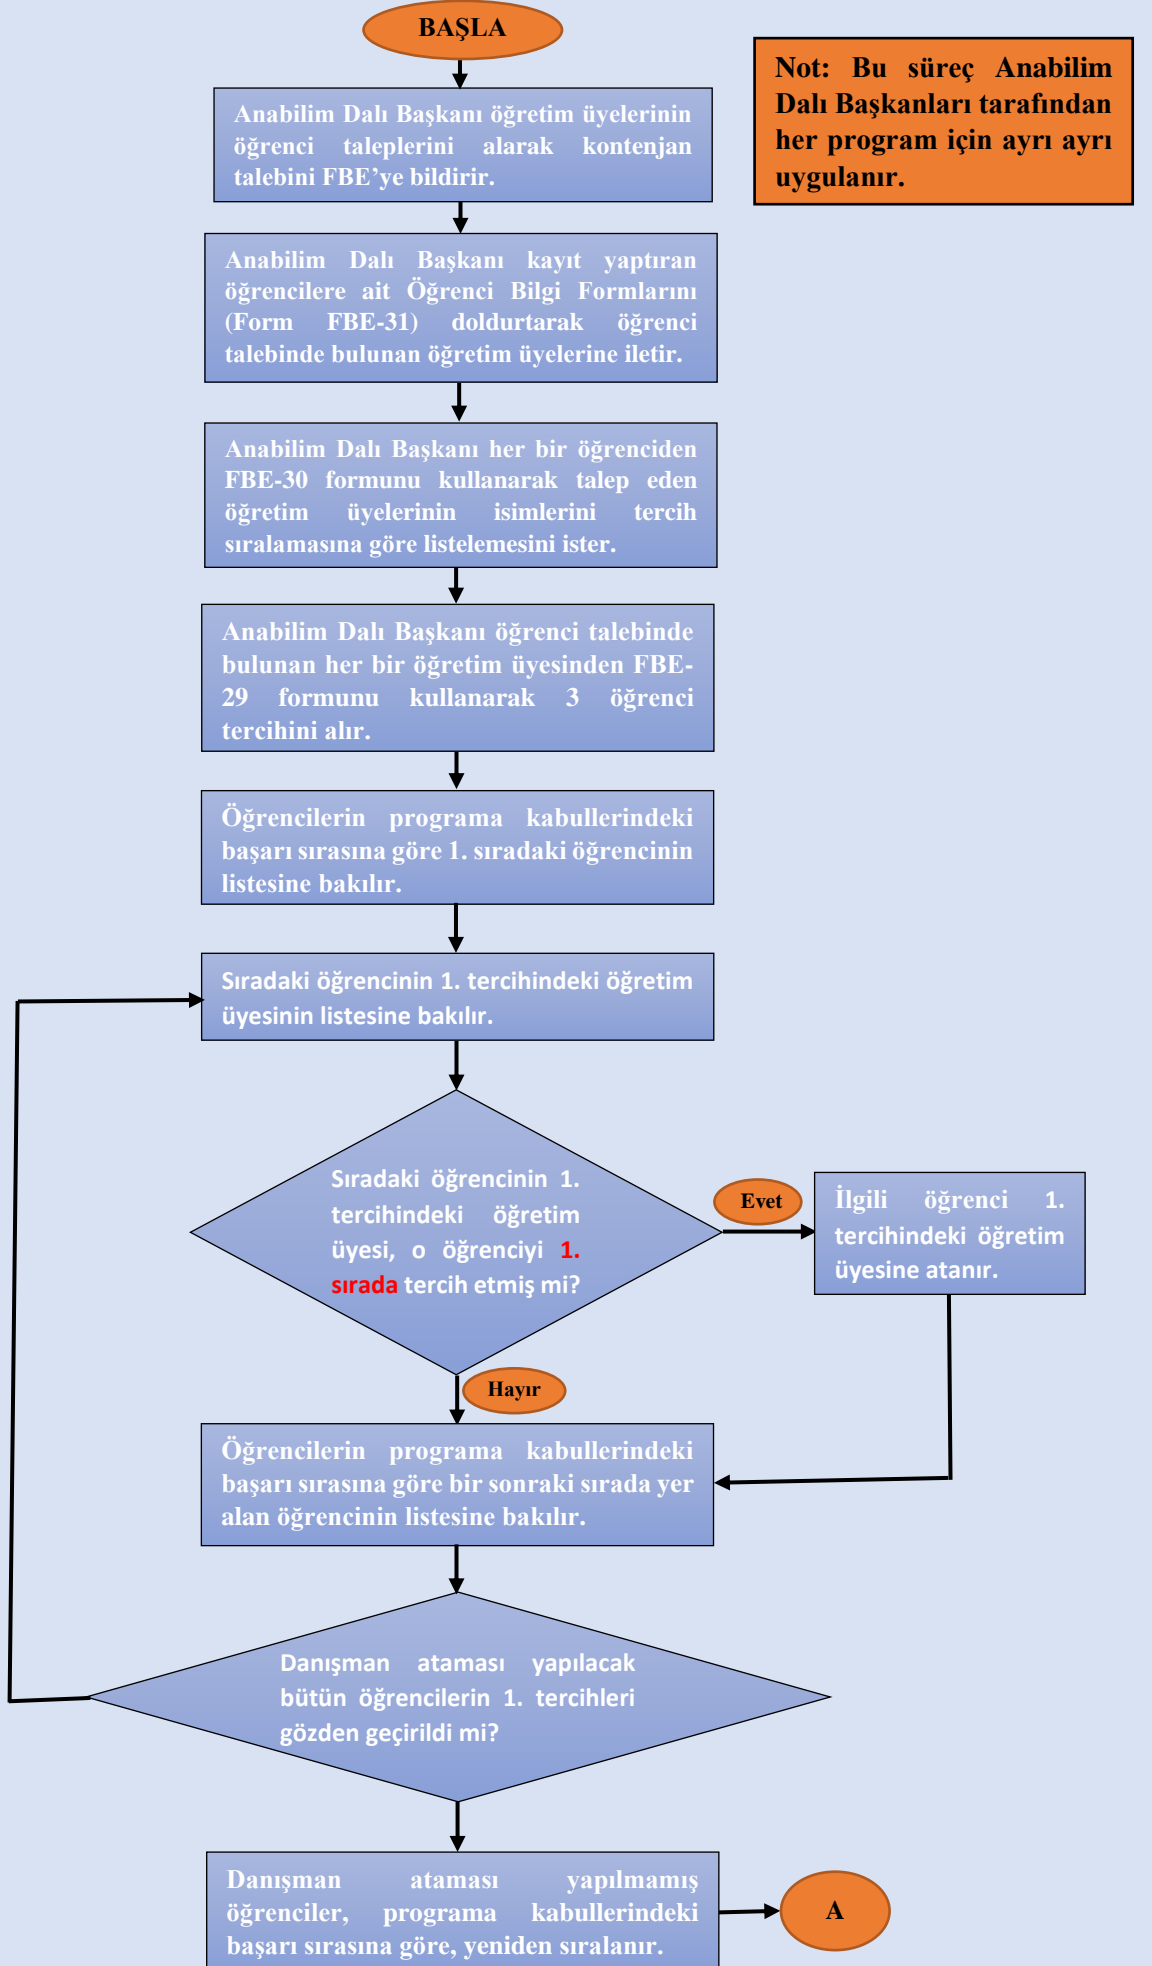 BAŞLA
Not: Bu süreç Anabilim
Dalı Başkanları tarafından
her program için ayrı ayrı
uygulanır.
Anabilim Dalı Başkanı öğretim üyelerinin
öğrenci taleplerini alarak kontenjan
talebini FBE’ye bildirir.
Anabilim Dalı Başkanı kayıt yaptıran
öğrencilere ait Öğrenci Bilgi Formlarını
(Form FBE-31) doldurtarak öğrenci
talebinde bulunan öğretim üyelerine iletir.
Anabilim Dalı Başkanı her bir öğrenciden
FBE-30 formunu kullanarak talep eden
öğretim üyelerinin isimlerini tercih
sıralamasına göre listelemesini ister.
Anabilim Dalı Başkanı öğrenci talebinde
bulunan her bir öğretim üyesinden FBE-
29 formunu kullanarak 3 öğrenci
tercihini alır.
Öğrencilerin programa kabullerindeki
başarı sırasına göre 1. sıradaki öğrencinin
listesine bakılır.
Sıradaki öğrencinin 1. tercihindeki öğretim
üyesinin listesine bakılır.
Sıradaki öğrencinin 1.
tercihindeki öğretim
üyesi, o öğrenciyi 1.
sırada tercih etmiş mi?
Evet
İlgili öğrenci 1.
tercihindeki öğretim
üyesine atanır.
Hayır
Öğrencilerin programa kabullerindeki
başarı sırasına göre bir sonraki sırada yer
alan öğrencinin listesine bakılır.
Danışman ataması yapılacak
bütün öğrencilerin 1. tercihleri
gözden geçirildi mi?
Danışman ataması yapılmamış
öğrenciler, programa kabullerindeki
başarı sırasına göre, yeniden sıralanır.
A